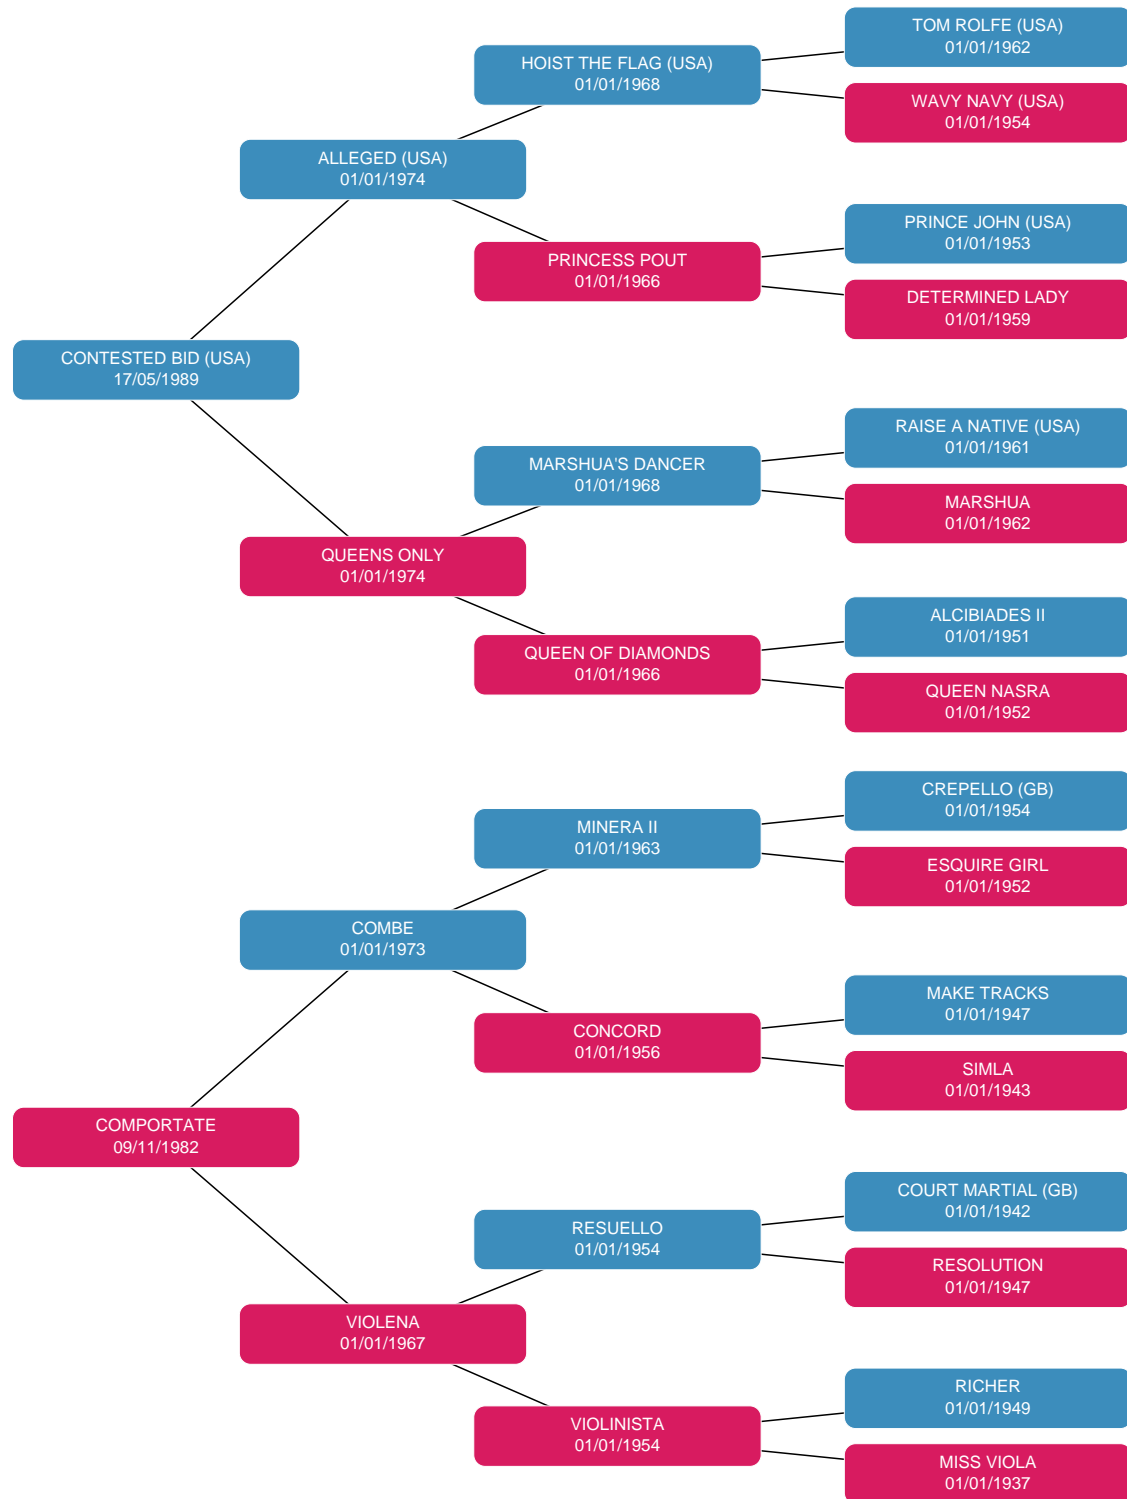 TOM ROLFE (USA)
01/01/1962
HOIST THE FLAG (USA)
01/01/1968
WAVY NAVY (USA)
01/01/1954
ALLEGED (USA)
01/01/1974
PRINCE JOHN (USA)
01/01/1953
PRINCESS POUT
01/01/1966
DETERMINED LADY
01/01/1959
CONTESTED BID (USA)
17/05/1989
RAISE A NATIVE (USA)
01/01/1961
MARSHUA'S DANCER
01/01/1968
MARSHUA
01/01/1962
QUEENS ONLY
01/01/1974
ALCIBIADES II
01/01/1951
QUEEN OF DIAMONDS
01/01/1966
QUEEN NASRA
01/01/1952
CREPELLO (GB)
01/01/1954
MINERA II
01/01/1963
ESQUIRE GIRL
01/01/1952
COMBE
01/01/1973
MAKE TRACKS
01/01/1947
CONCORD
01/01/1956
SIMLA
01/01/1943
COMPORTATE
09/11/1982
COURT MARTIAL (GB)
01/01/1942
RESUELLO
01/01/1954
RESOLUTION
01/01/1947
VIOLENA
01/01/1967
RICHER
01/01/1949
VIOLINISTA
01/01/1954
MISS VIOLA
01/01/1937